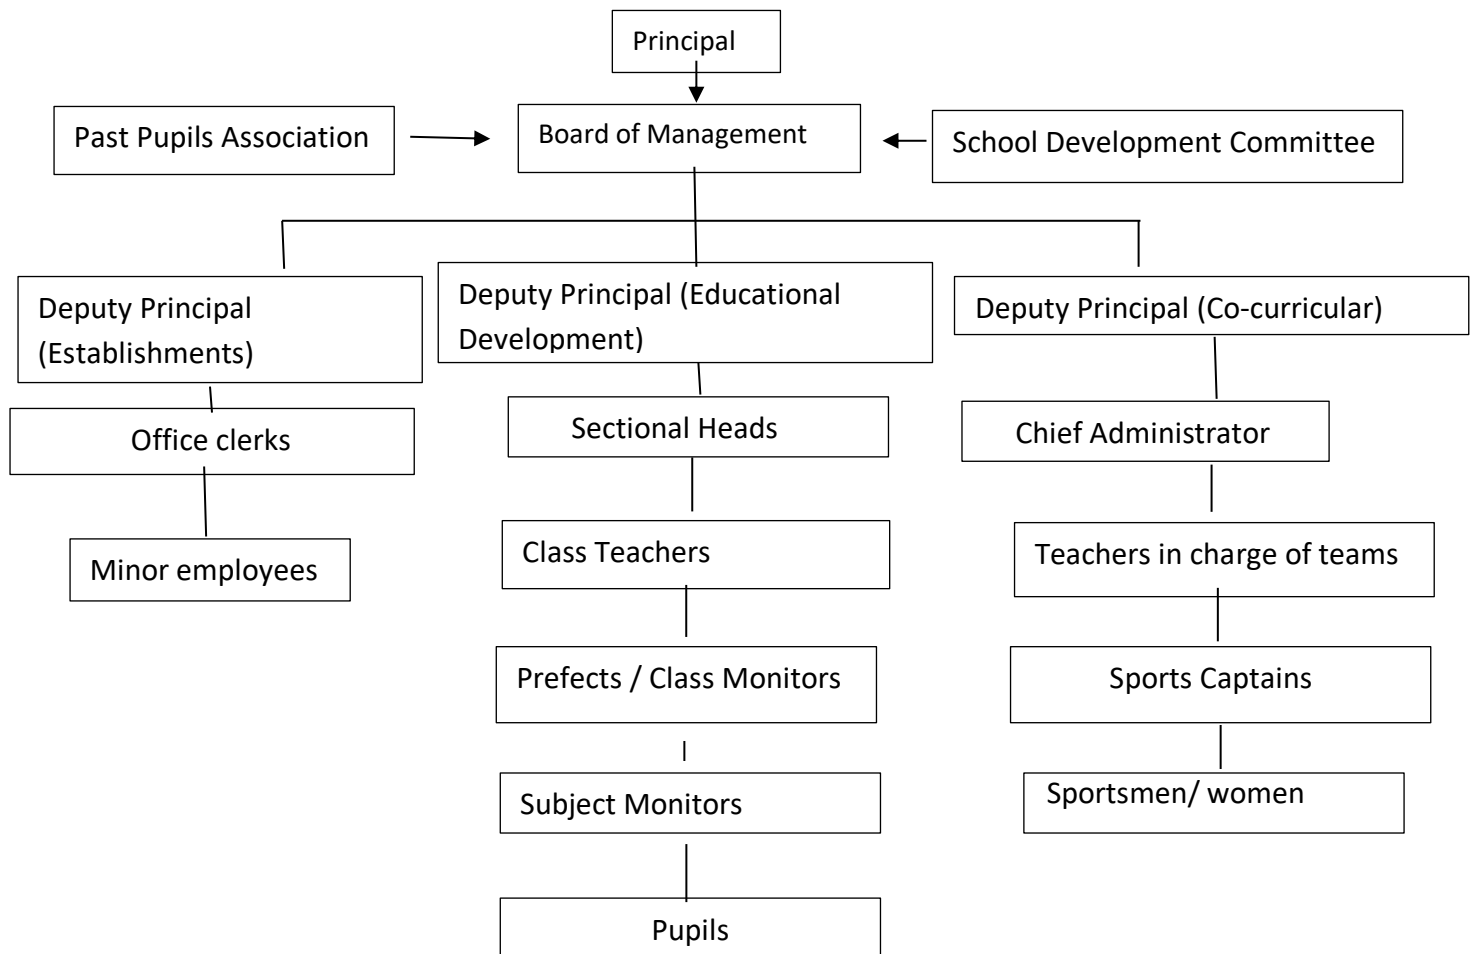 Principal
Past Pupils Association
Board of Management
School Development Committee
Deputy Principal
(Establishments)
Deputy Principal (Educational
Development)
Deputy Principal (Co-curricular)
Office clerks
Sectional Heads
Chief Administrator
Minor employees
Class Teachers
Teachers in charge of teams
Prefects / Class Monitors
Sports Captains
Subject Monitors
Sportsmen/ women
Pupils